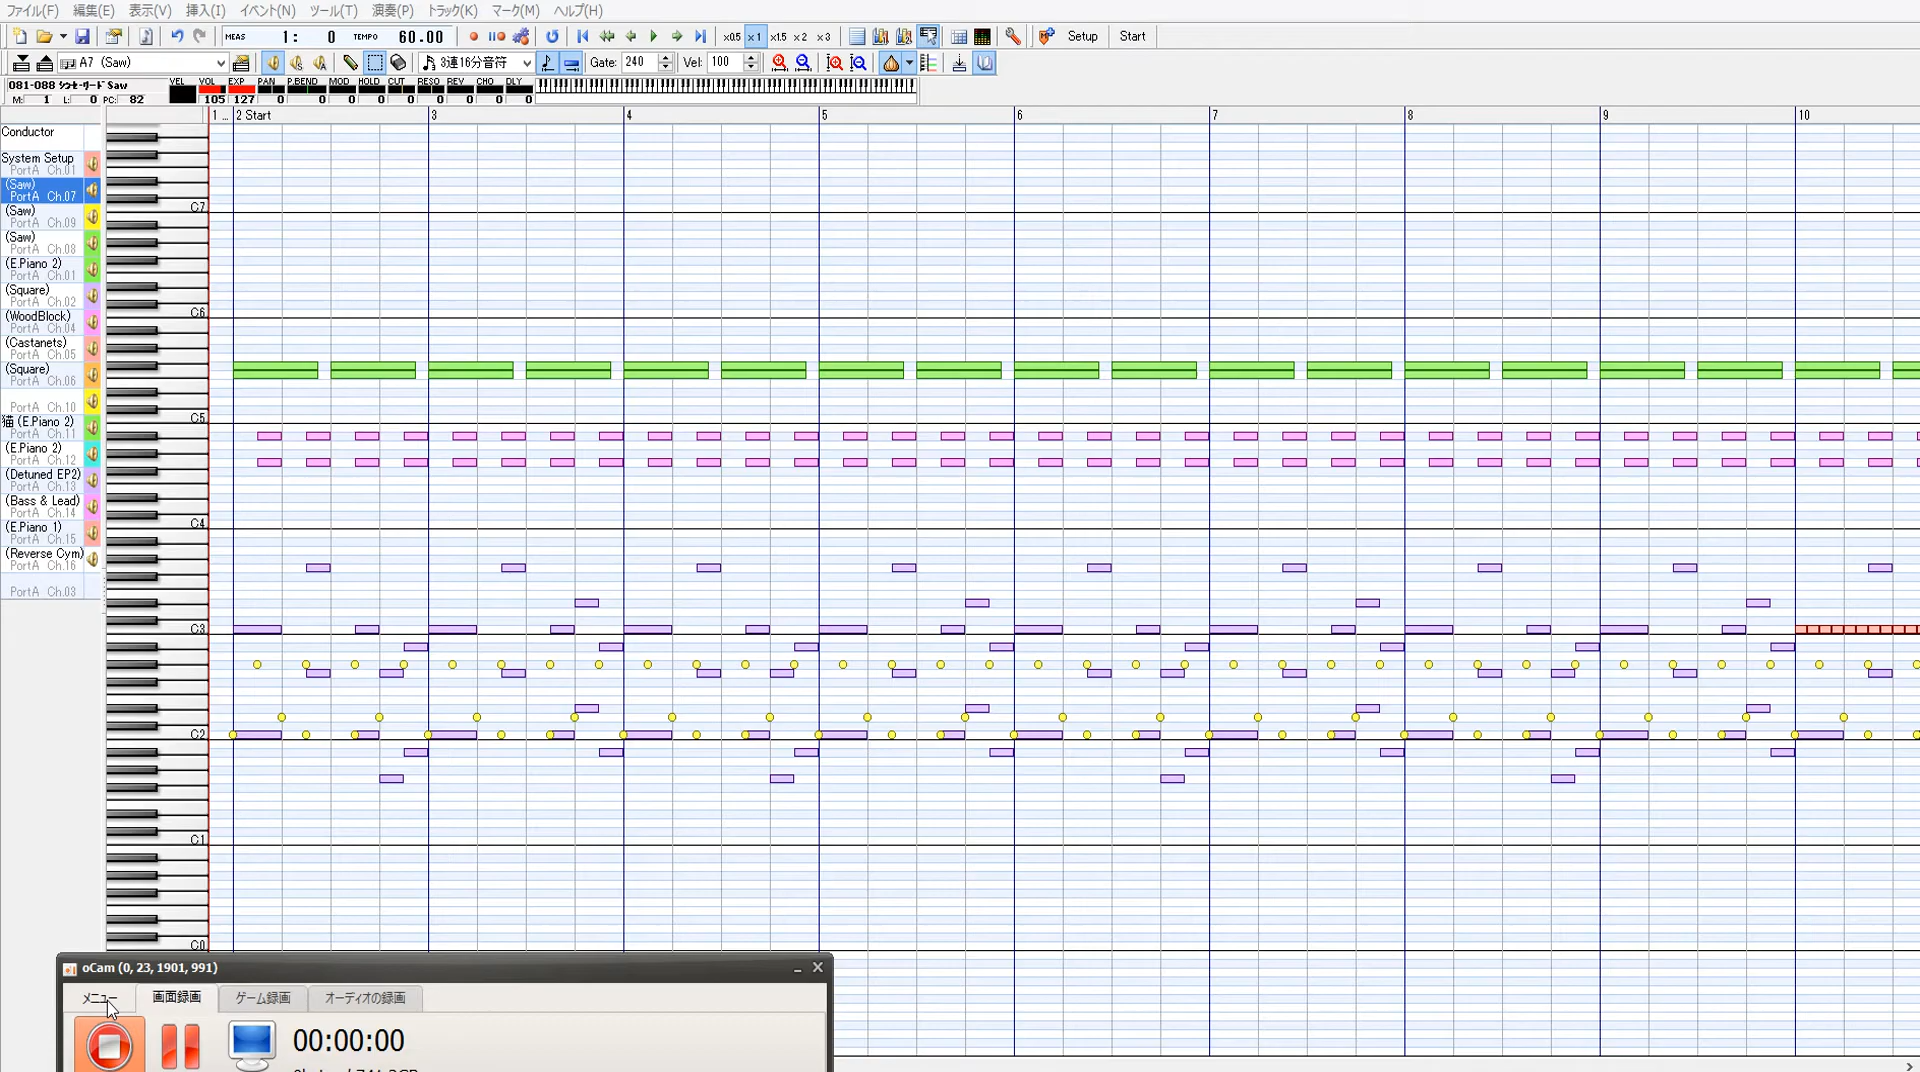 ファイル(F) 編集(E) 表示(V) 挿入(I) イベント(N) ツール(T) 演奏(P) トラック(K) マーク(M) ヘルプ(H)
MEAS 1: 0 TEMPO 60.00 x0.5 x1 x1.5 x2 x3 Setup Start
A7 (Saw) 3連16分音符 Gate: 240 Vel: 100
081-088 シンセ・リード Saw VEL VOL EXP PAN P.BEND MOD HOLD CUT RESO REV CHO DLY
M: 1 L: 0 PC: 82 105 127 0 0 0 0 0 0 0 0 0
1 ... 2 Start 3 4 5 6 7 8 9 10
Conductor
System Setup
PortA Ch.01
(Saw)
PortA Ch.07
(Saw)
PortA Ch.09
(Saw)
PortA Ch.08
(E.Piano 2)
PortA Ch.01
(Square)
PortA Ch.02
(WoodBlock)
PortA Ch.04
(Castanets)
PortA Ch.05
(Square)
PortA Ch.06
PortA Ch.10
猫 (E.Piano 2)
PortA Ch.11
(E.Piano 2)
PortA Ch.12
(Detuned EP2)
PortA Ch.13
(Bass & Lead)
PortA Ch.14
(E.Piano 1)
PortA Ch.15
(Reverse Cym)
PortA Ch.16
PortA Ch.03
C7
C6
C5
C4
C3
C2
C1
C0
oCam (0, 23, 1901, 991)
メニュー 画面録画 ゲーム録画 オーディオの録画
00:00:00